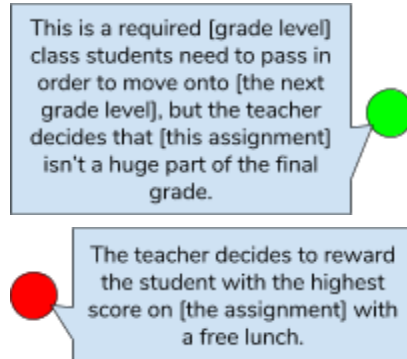 This is a required [grade level]
class students need to pass in
order to move onto [the next
grade level], but the teacher
decides that [this assignment]
isn't a huge part of the final
grade.
The teacher decides to reward
the student with the highest
score on [the assignment] with
a free lunch.